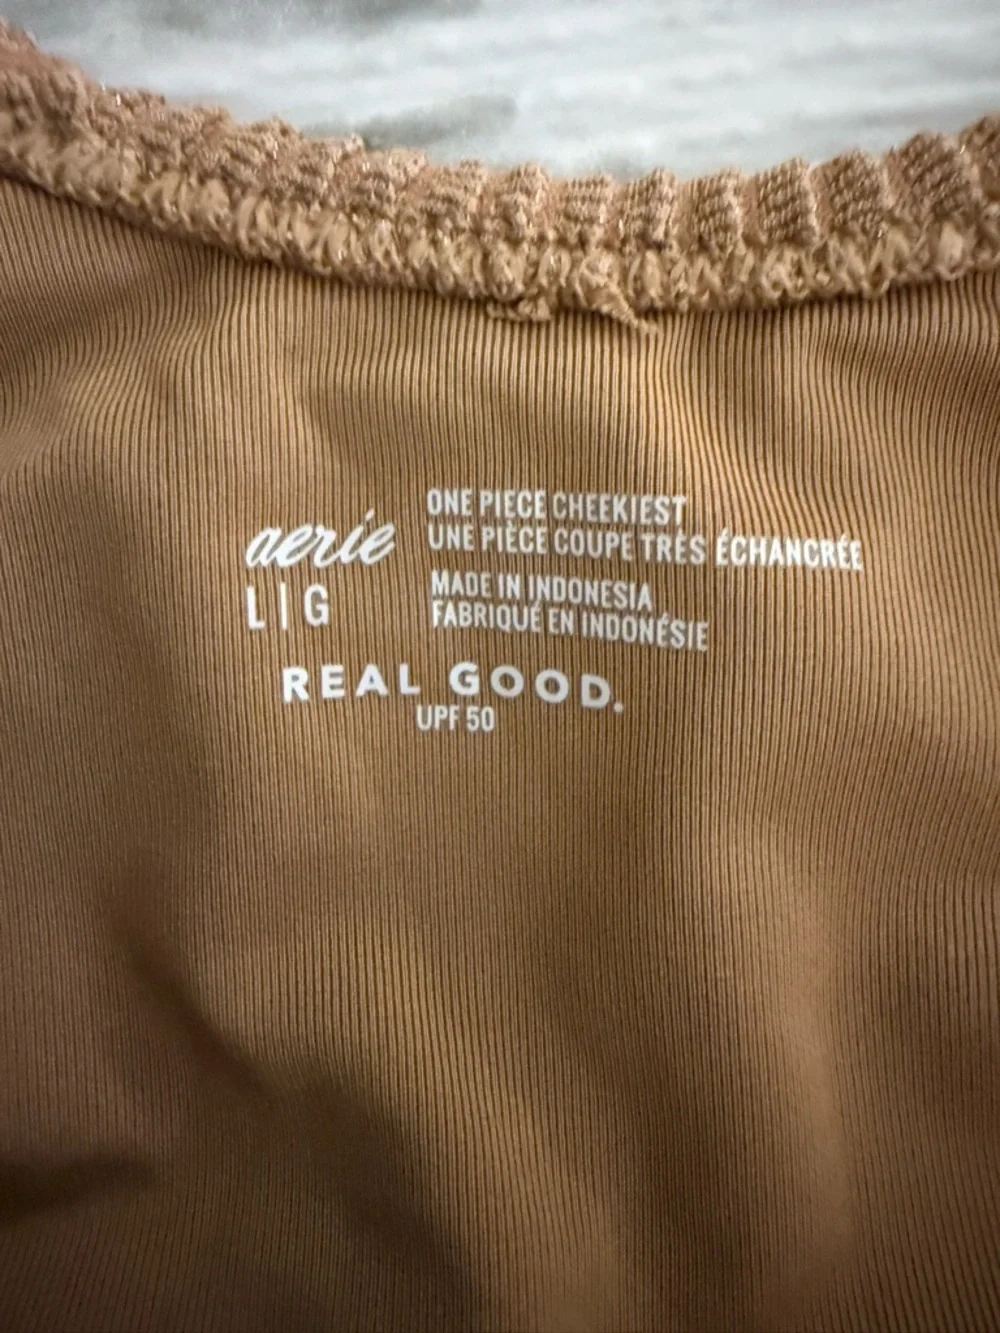 aerie
L|G
ONE PIECE CHEEKIEST
UNE PIÈCE COUPE TRÈS ÉCHANCRÉE
MADE IN INDONESIA
FABRIQUÉ EN INDONÉSIE
REAL GOOD.
UPF 50